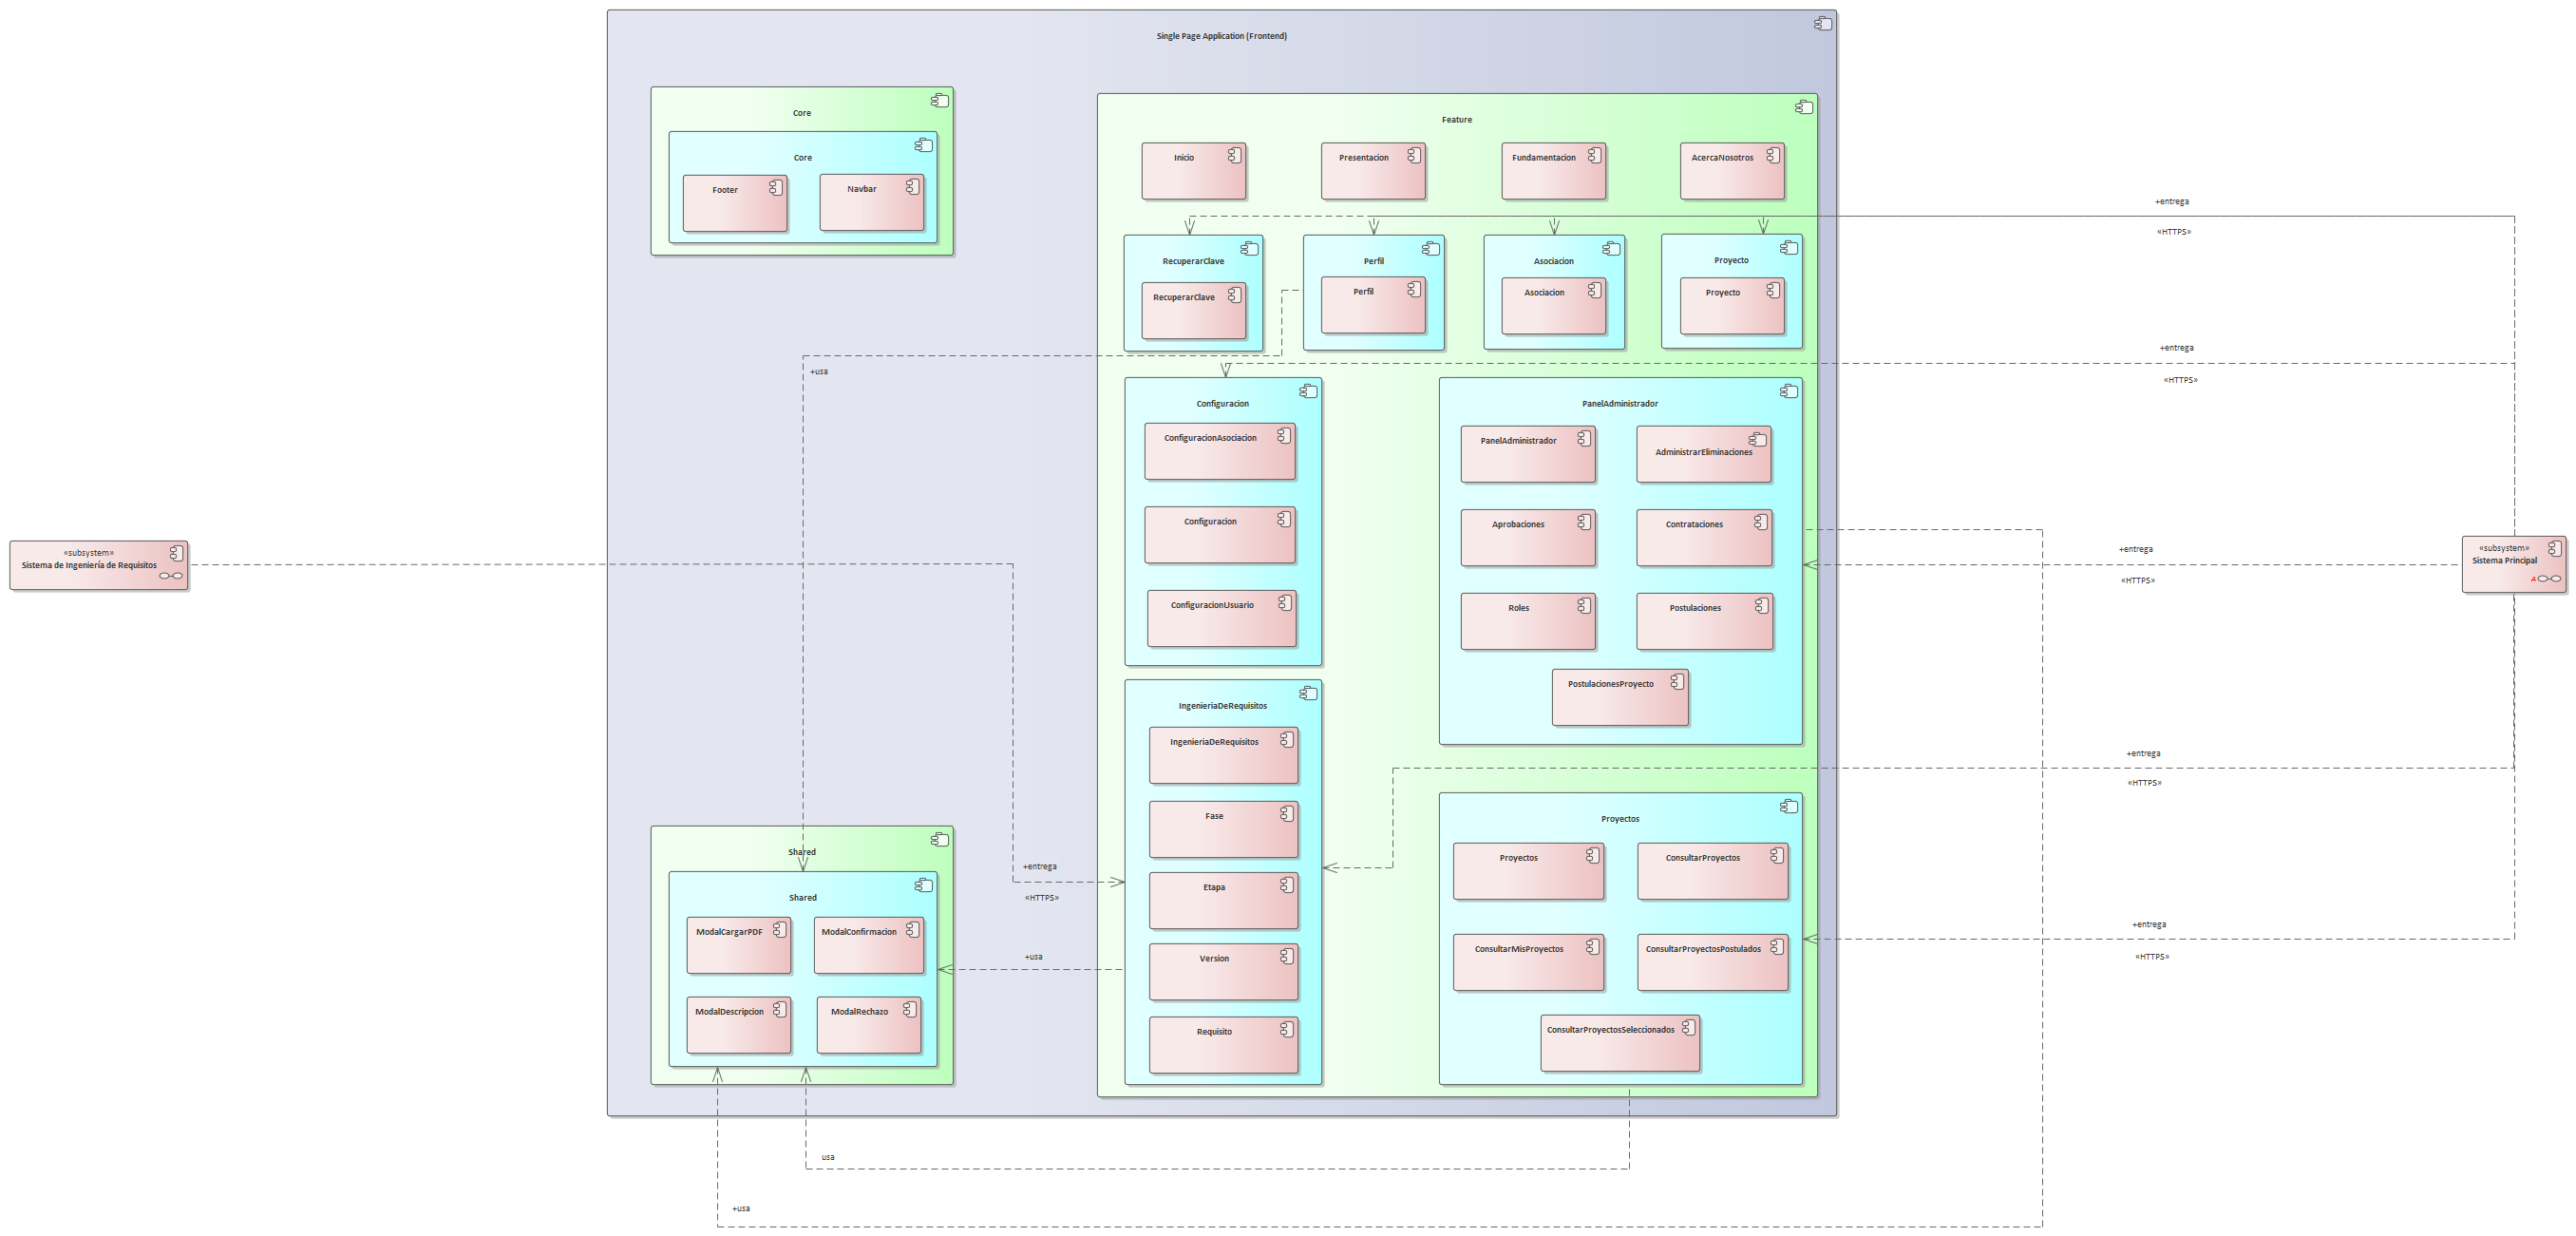 Single Page Application (Frontend)
Core
Core
Footer
Navbar
Feature
Inicio
Presentacion
Fundamentacion
AcercaNosotros
+entrega
«HTTPS»
RecuperarClave
RecuperarClave
Perfil
Perfil
Asociacion
Asociacion
Proyecto
Proyecto
+usa
+entrega
«HTTPS»
Configuracion
ConfiguracionAsociacion
Configuracion
ConfiguracionUsuario
PanelAdministrador
PanelAdministrador
AdministrarEliminaciones
Aprobaciones
Contrataciones
Roles
Postulaciones
PostulacionesProyecto
«subsystem»
Sistema de Ingeniería de Requisitos
+entrega
«HTTPS»
«subsystem»
Sistema Principal
A
IngenieriaDeRequisitos
IngenieriaDeRequisitos
Fase
Etapa
Version
Requisito
+entrega
«HTTPS»
Proyectos
Proyectos
ConsultarProyectos
ConsultarMisProyectos
ConsultarProyectosPostulados
ConsultarProyectosSeleccionados
+entrega
«HTTPS»
Shared
Shared
ModalCargarPDF
ModalConfirmacion
ModalDescripcion
ModalRechazo
+entrega
«HTTPS»
+usa
usa
+usa